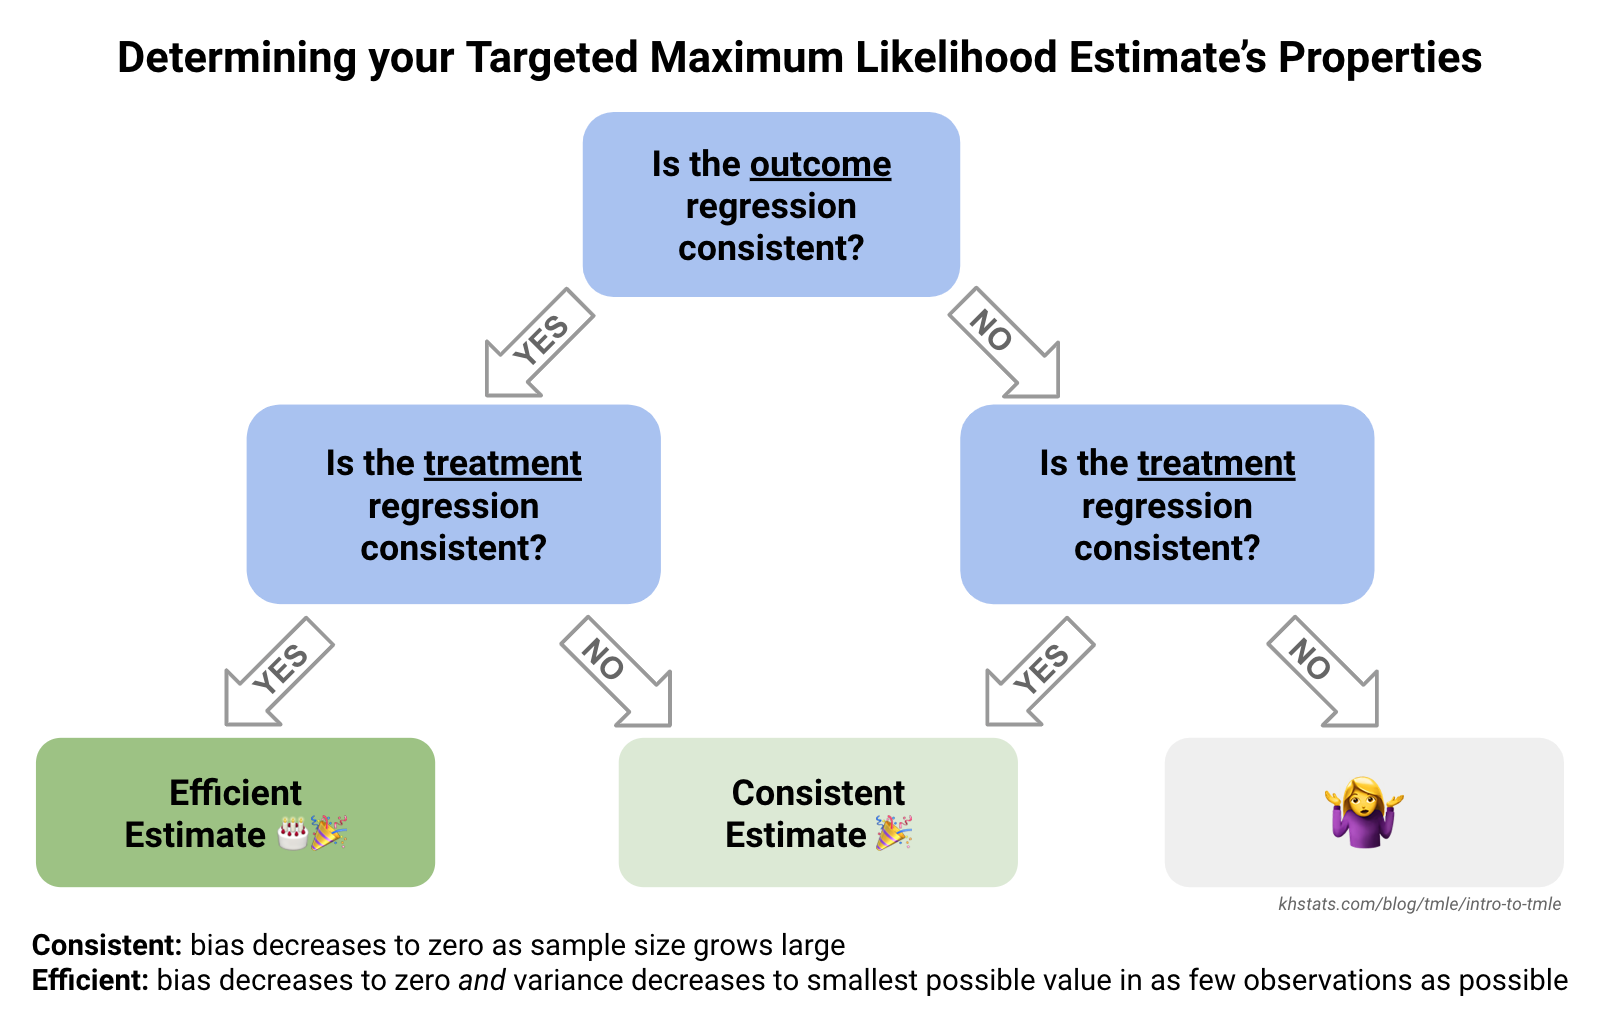 Determining your Targeted Maximum Likelihood Estimate’s Properties
Is the outcome
regression
consistent?
YES
NO
Is the treatment
regression
consistent?
Is the treatment
regression
consistent?
YES
NO
YES
NO
Efficient
Estimate 🎂🎉
Consistent
Estimate 🎉
🤷‍♀️
khstats.com/blog/tmle/intro-to-tmle
Consistent: bias decreases to zero as sample size grows large
Efficient: bias decreases to zero and variance decreases to smallest possible value in as few observations as possible